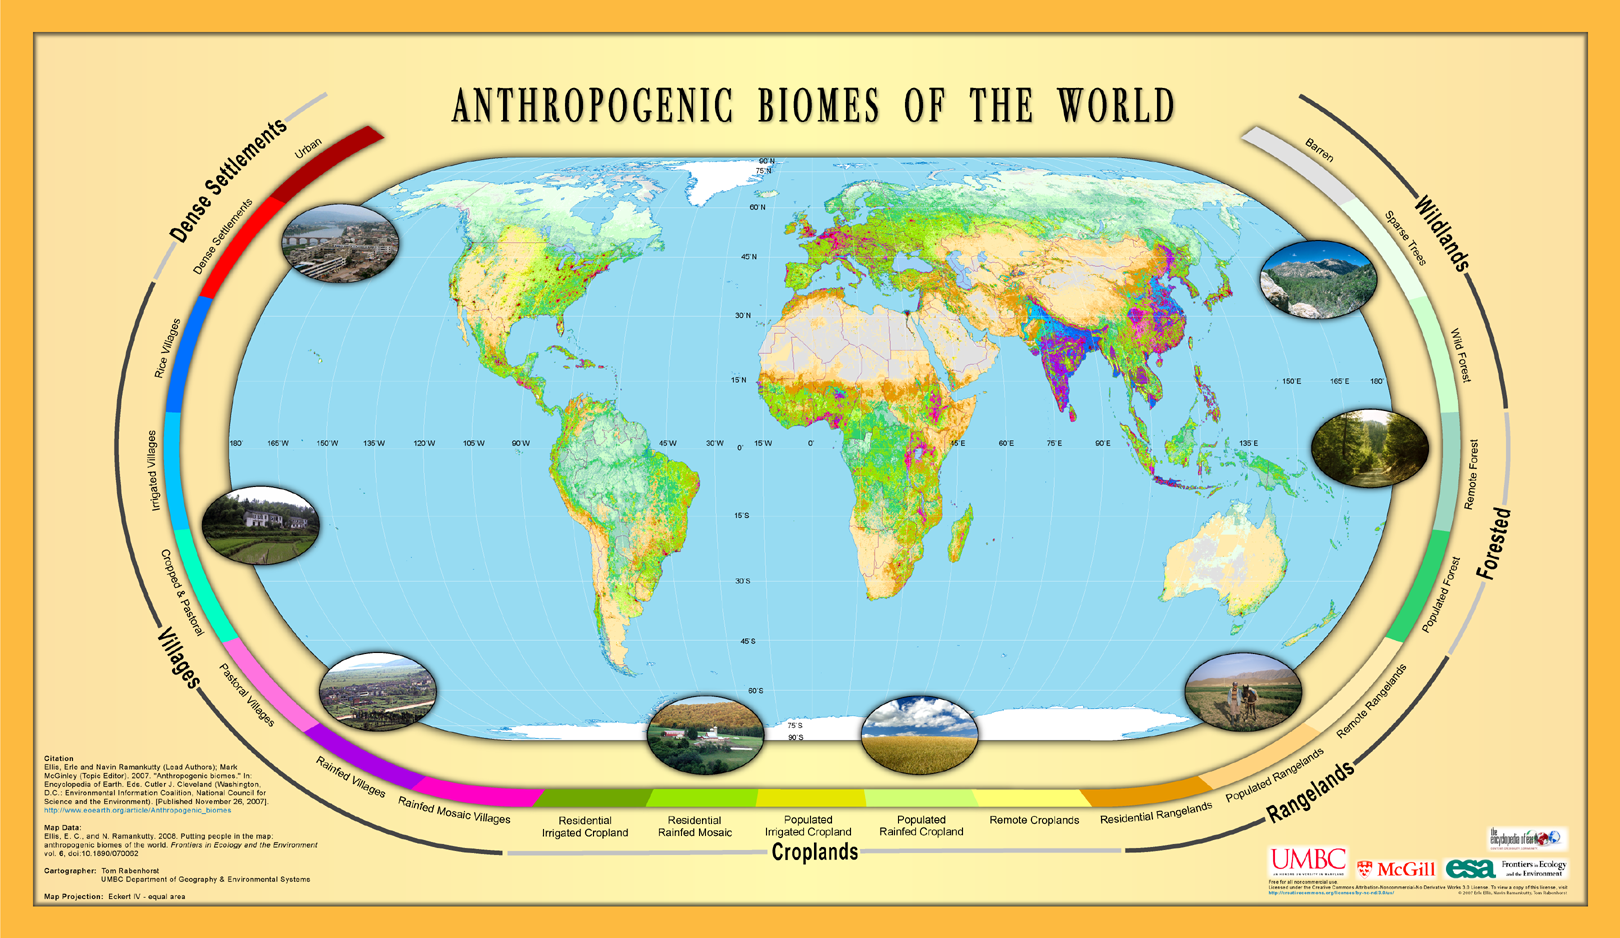 ANTHROPOGENIC BIOMES OF THE WORLD
Dense Settlements
Urban
Dense Settlements
Villages
Rice Villages
Irrigated Villages
Cropped & Pastoral
Pastoral Villages
Rainfed Villages
Rainfed Mosaic Villages
Croplands
Residential
Irrigated Cropland
Residential
Rainfed Mosaic
Populated
Irrigated Cropland
Populated
Rainfed Cropland
Remote Croplands
Rangelands
Residential Rangelands
Populated Rangelands
Remote Rangelands
Forested
Populated Forest
Remote Forest
Wildlands
Wild Forest
Sparse Trees
Barren
90°N
75°N
60°N
45°N
30°N
15°N
0°
15°S
30°S
45°S
60°S
75°S
90°S
180°
165°W
150°W
135°W
120°W
105°W
90°W
45°W
30°W
15°W
0°
45°E
60°E
75°E
90°E
135°E
150°E
165°E
180°
Citation
Ellis, Erle and Navin Ramankutty (Lead Authors); Mark
McGinley (Topic Editor). 2007. "Anthropogenic biomes." In:
Encyclopedia of Earth. Eds. Cutler J. Cleveland (Washington,
D.C.: Environmental Information Coalition, National Council for
Science and the Environment). [Published November 26, 2007].
http://www.eoearth.org/article/Anthropogenic_biomes
Map Data:
Ellis, E. C., and N. Ramankutty. 2008. Putting people in the map:
anthropogenic biomes of the world. Frontiers in Ecology and the Environment
vol. 6, doi:10.1890/070062
Cartographer: Tom Rabenhorst
UMBC Department of Geography & Environmental Systems
Map Projection: Eckert IV - equal area
the encyclopedia of earth
UMBC
AN HONORS UNIVERSITY IN MARYLAND
McGill
esa
Frontiers in Ecology
and the Environment
Free for all noncommercial use.
Licensed under the Creative Commons Attribution-Noncommercial-No Derivative Works 3.0 License. To view a copy of this license, visit
http://creativecommons.org/licenses/by-nc-nd/3.0/us/
© 2007 Erle Ellis, Navin Ramankutty, Tom Rabenhorst